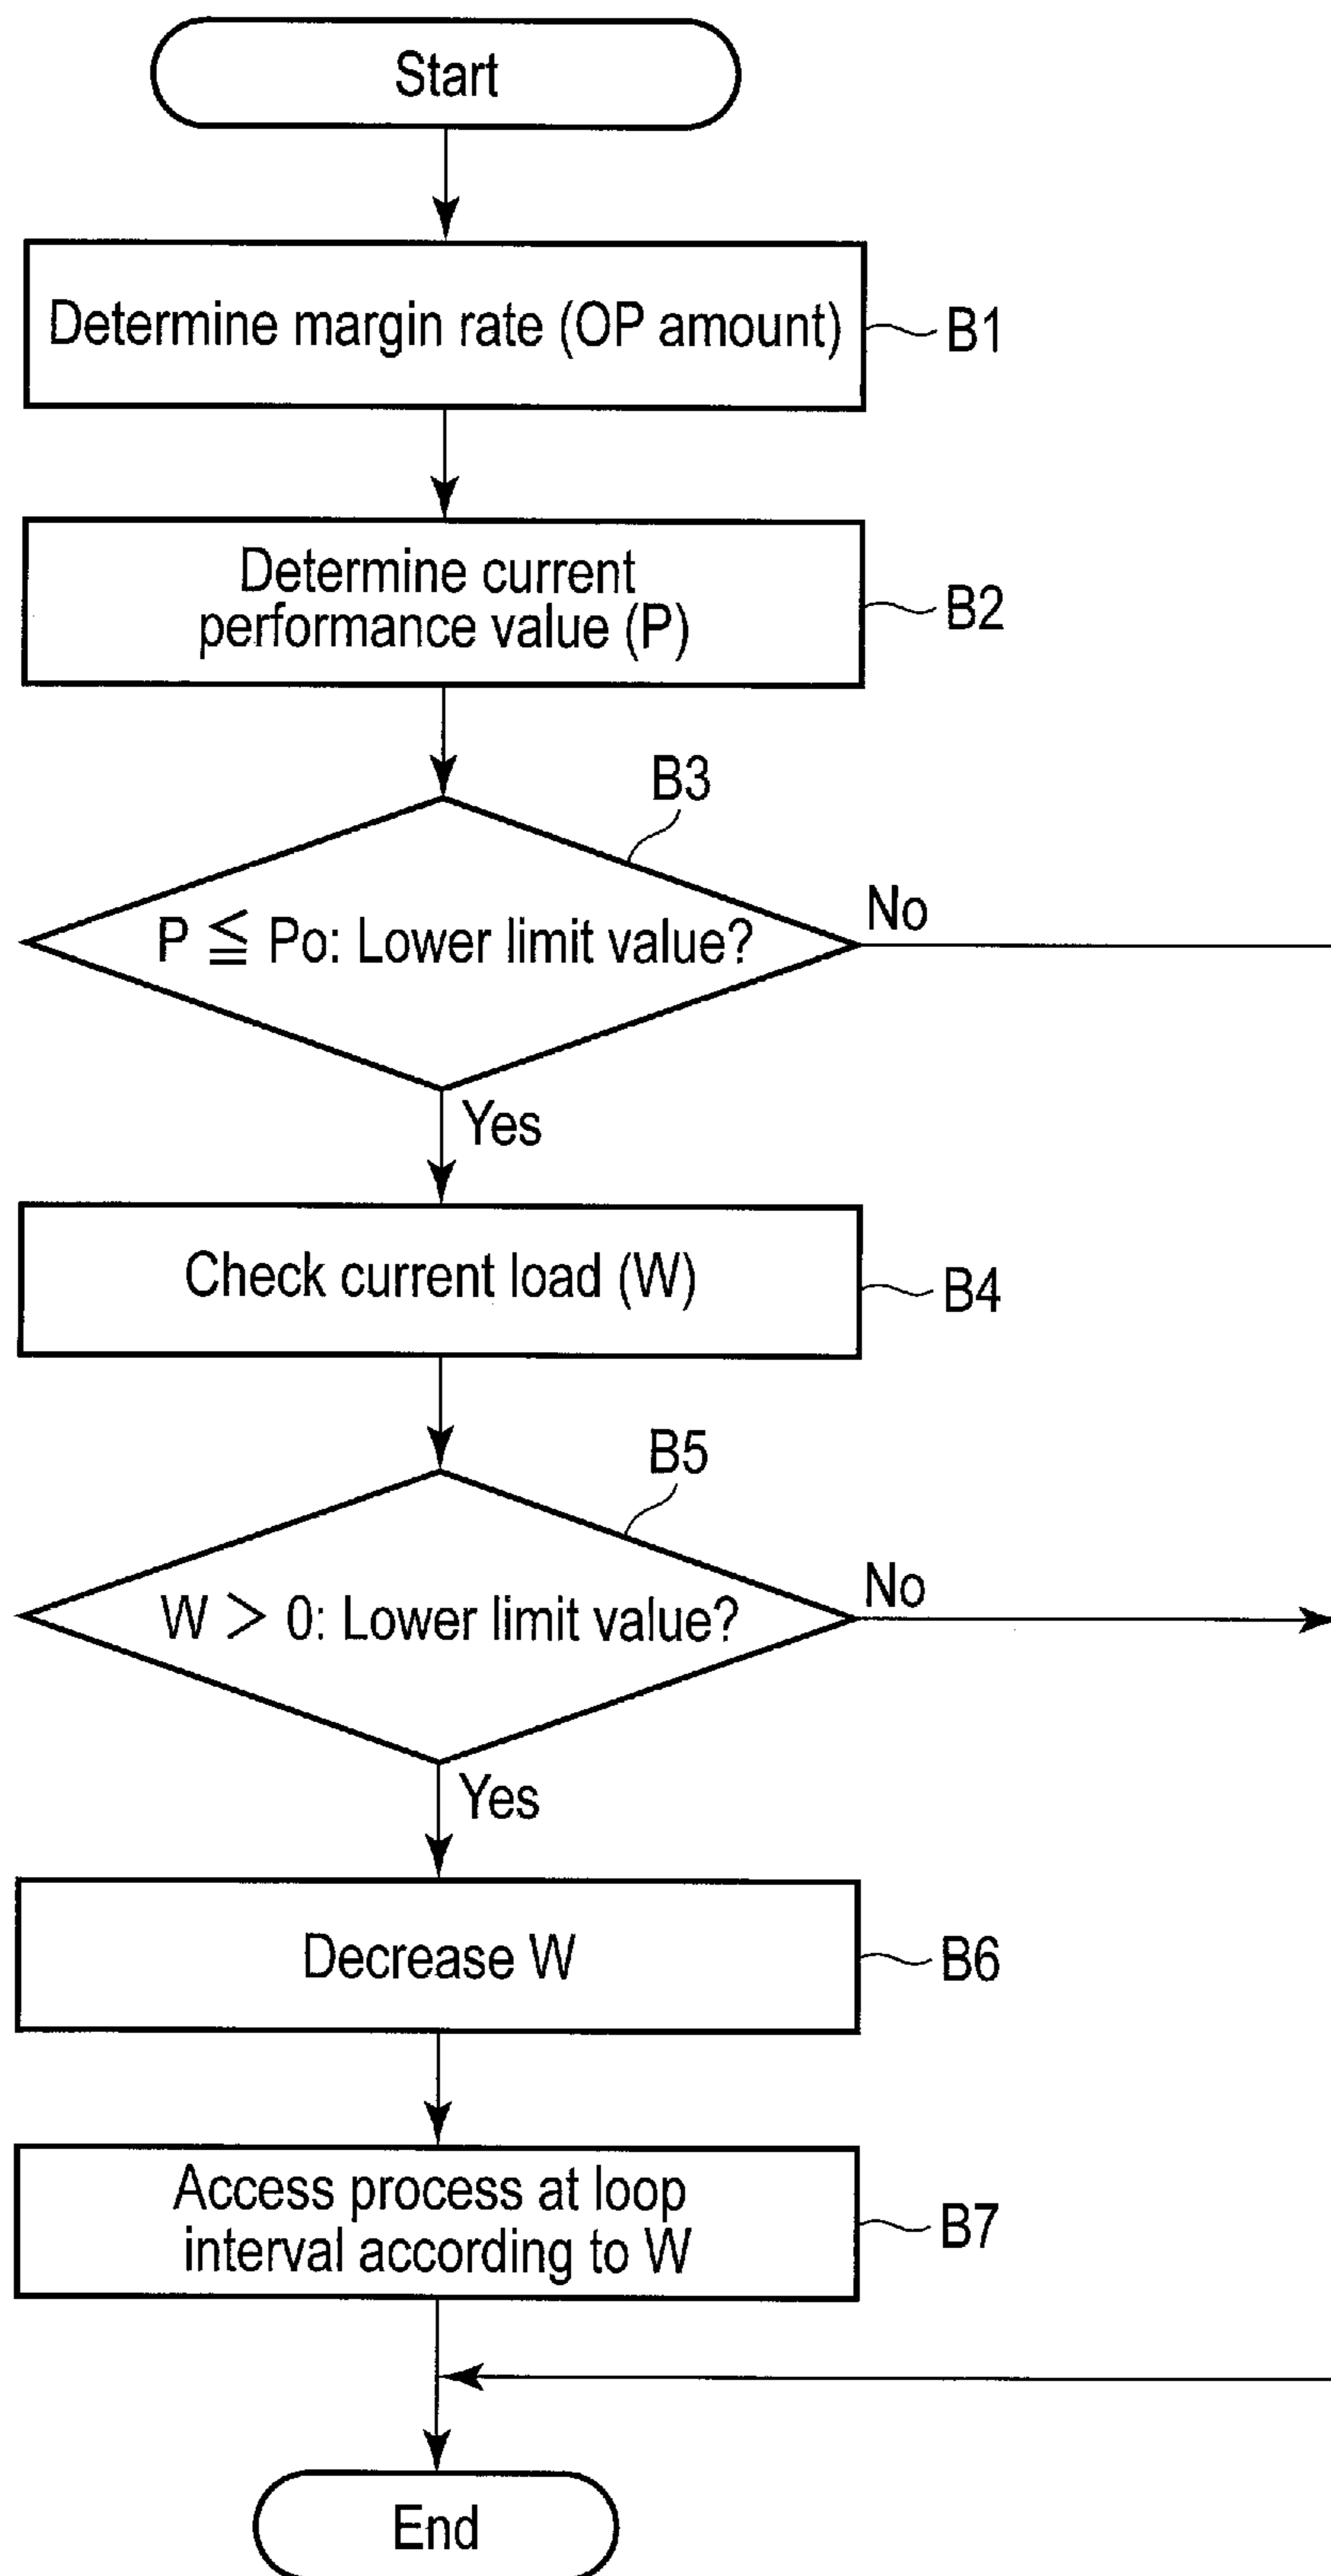 Start
Determine margin rate (OP amount)
B1
Determine current
performance value (P)
B2
B3
P ≦ Po: Lower limit value?
No
Yes
Check current load (W)
B4
B5
W > 0: Lower limit value?
No
Yes
Decrease W
B6
Access process at loop
interval according to W
B7
End